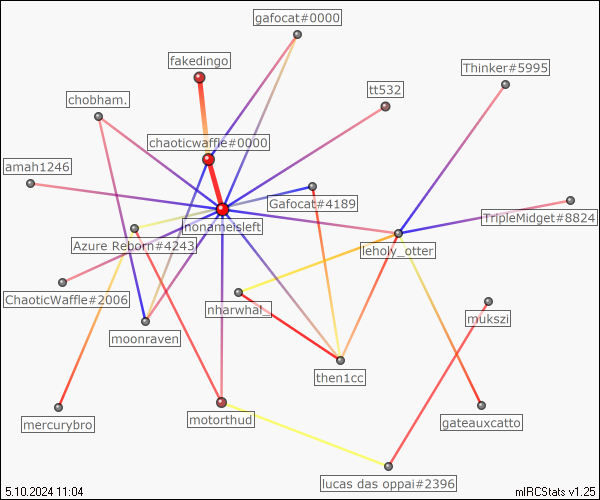 gafocat#0000
fakedingo
Thinker#5995
tt532
chobham.
chaoticwaffle#0000
amah1246
Gafocat#4189
TripleMidget#8824
nonameisleft
Azure Reborn#4243
leholy_otter
ChaoticWaffle#2006
nharwhal_
mukszi
moonraven
then1cc
mercurybro
motorthud
gateauxcatto
lucas das oppai#2396
5.10.2024 11:04
mIRCStats v1.25